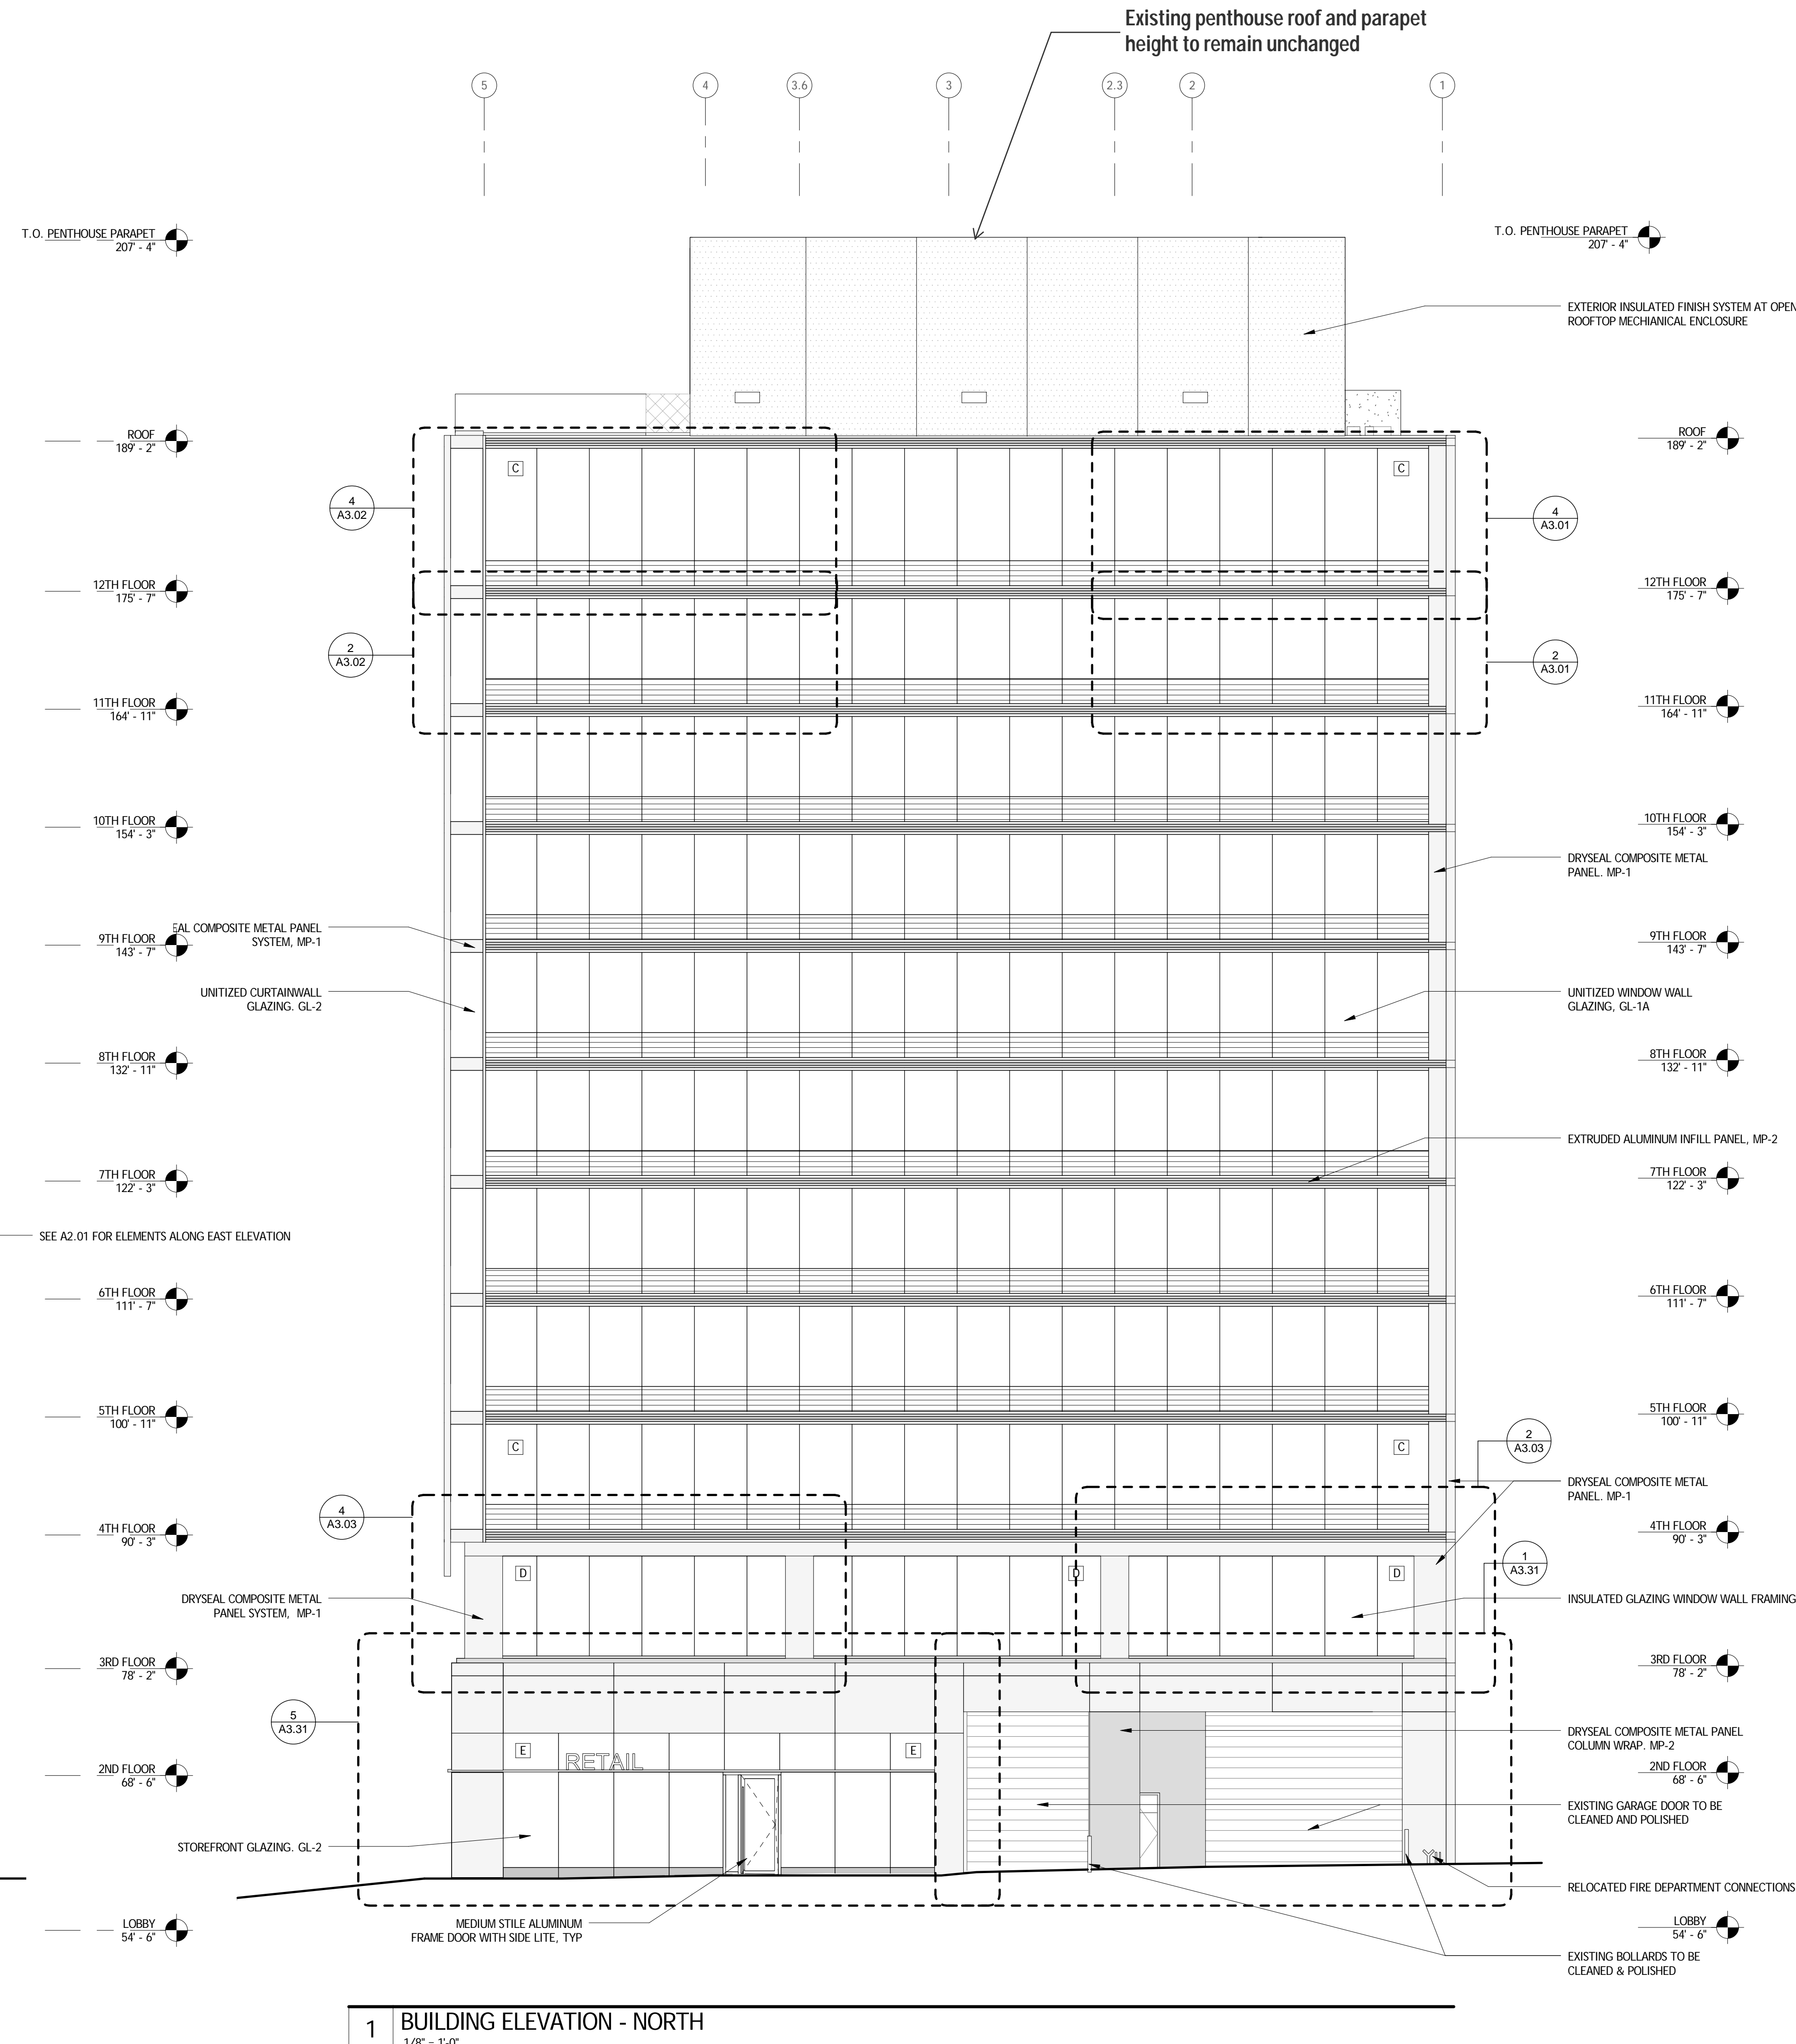 Existing penthouse roof and parapet
height to remain unchanged
5
4
3.6
3
2.3
2
1
T.O. PENTHOUSE PARAPET
207' - 4"
T.O. PENTHOUSE PARAPET
207' - 4"
EXTERIOR INSULATED FINISH SYSTEM AT OPEN
ROOFTOP MECHIANICAL ENCLOSURE
ROOF
189' - 2"
ROOF
189' - 2"
C
C
4
A3.02
4
A3.01
12TH FLOOR
175' - 7"
12TH FLOOR
175' - 7"
2
A3.02
2
A3.01
11TH FLOOR
164' - 11"
11TH FLOOR
164' - 11"
10TH FLOOR
154' - 3"
10TH FLOOR
154' - 3"
DRYSEAL COMPOSITE METAL
PANEL. MP-1
EAL COMPOSITE METAL PANEL
SYSTEM, MP-1
9TH FLOOR
143' - 7"
9TH FLOOR
143' - 7"
UNITIZED CURTAINWALL
GLAZING. GL-2
UNITIZED WINDOW WALL
GLAZING, GL-1A
8TH FLOOR
132' - 11"
8TH FLOOR
132' - 11"
EXTRUDED ALUMINUM INFILL PANEL, MP-2
7TH FLOOR
122' - 3"
7TH FLOOR
122' - 3"
SEE A2.01 FOR ELEMENTS ALONG EAST ELEVATION
6TH FLOOR
111' - 7"
6TH FLOOR
111' - 7"
5TH FLOOR
100' - 11"
5TH FLOOR
100' - 11"
C
C
2
A3.03
DRYSEAL COMPOSITE METAL
PANEL. MP-1
4
A3.03
4TH FLOOR
90' - 3"
4TH FLOOR
90' - 3"
1
A3.31
D
D
D
DRYSEAL COMPOSITE METAL
PANEL SYSTEM, MP-1
INSULATED GLAZING WINDOW WALL FRAMING
3RD FLOOR
78' - 2"
3RD FLOOR
78' - 2"
5
A3.31
DRYSEAL COMPOSITE METAL PANEL
COLUMN WRAP. MP-2
E
RETAIL
E
2ND FLOOR
68' - 6"
2ND FLOOR
68' - 6"
EXISTING GARAGE DOOR TO BE
CLEANED AND POLISHED
STOREFRONT GLAZING. GL-2
RELOCATED FIRE DEPARTMENT CONNECTIONS
MEDIUM STILE ALUMINUM
FRAME DOOR WITH SIDE LITE, TYP
LOBBY
54' - 6"
LOBBY
54' - 6"
EXISTING BOLLARDS TO BE
CLEANED & POLISHED
1
BUILDING ELEVATION - NORTH
1/8" = 1'-0"